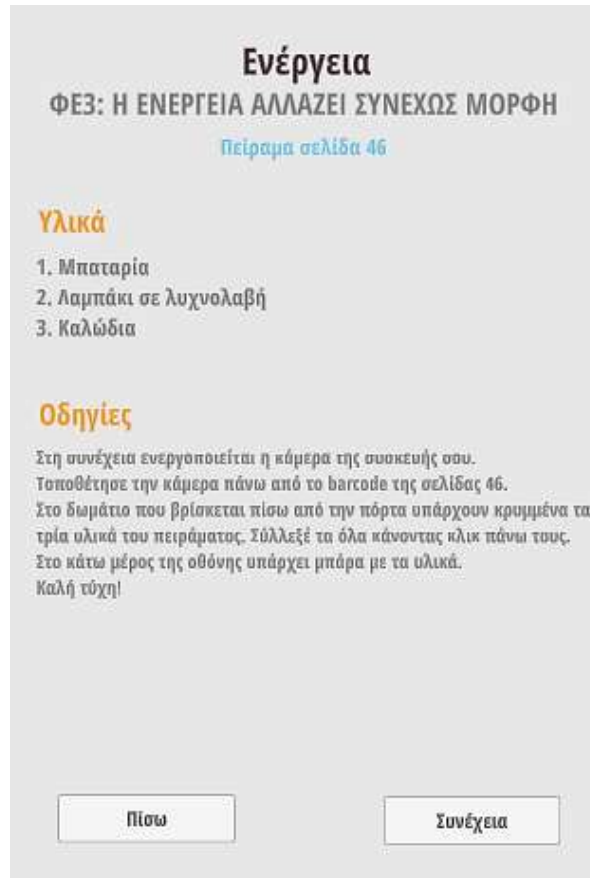 Ενέργεια
ΦΕ3: Η ΕΝΕΡΓΕΙΑ ΑΛΛΑΖΕΙ ΣΥΝΕΧΩΣ ΜΟΡΦΗ
Πείραμα σελίδα 46
Υλικά
1. Μπαταρία
2. Λαμπάκι σε λυχνολαβή
3. Καλώδια
Οδηγίες
Στη συνέχεια ενεργοποιείται η κάμερα της συσκευής σου.
Τοποθέτησε την κάμερα πάνω από το barcode της σελίδας 46.
Στο δωμάτιο που βρίσκεται πίσω από την πόρτα υπάρχουν κρυμμένα τα
τρία υλικά του πειράματος. Σύλλεξέ τα όλα κάνοντας κλικ πάνω τους.
Στο κάτω μέρος της οθόνης υπάρχει μπάρα με τα υλικά.
Καλή τύχη!
Πίσω
Συνέχεια